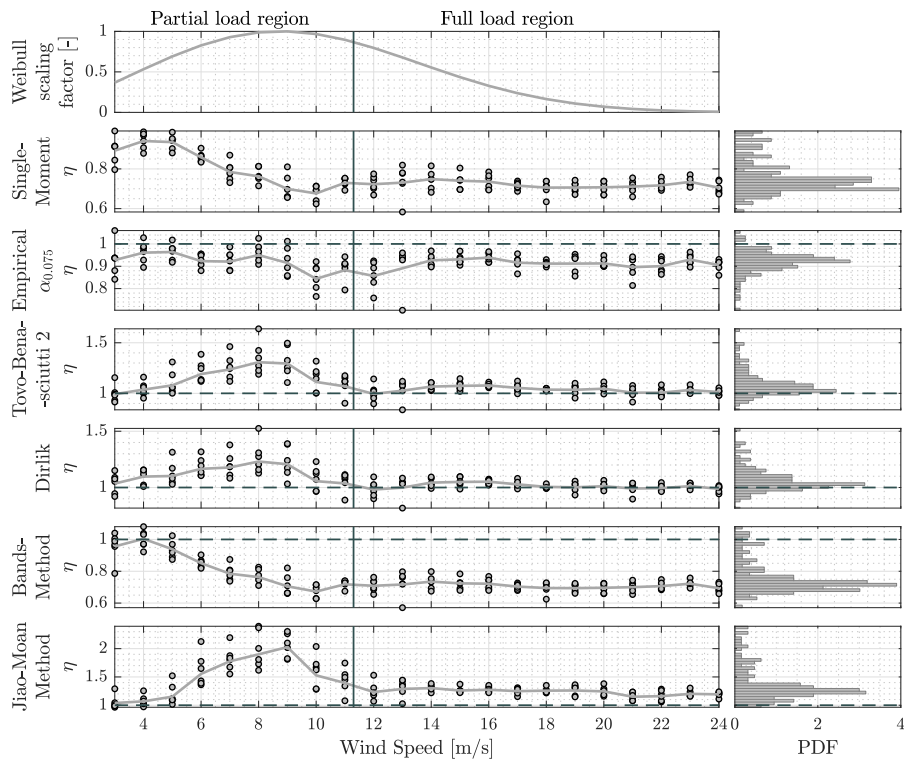 Partial load region
Full load region
Weibull
scaling
factor [-]
1
0.5
0
Single-
Moment
η
0.8
0.6
Empirical
α0.075
η
1
0.9
0.8
Tovo-Bena-
-sciutti 2
η
1.5
1
Dirlik
η
1.5
1
Bands-
Method
η
1
0.8
0.6
Jiao-Moan
Method
η
2
1.5
1
4 6 8 10 12 14 16 18 20 22 24
Wind Speed [m/s]
0 2 4
PDF